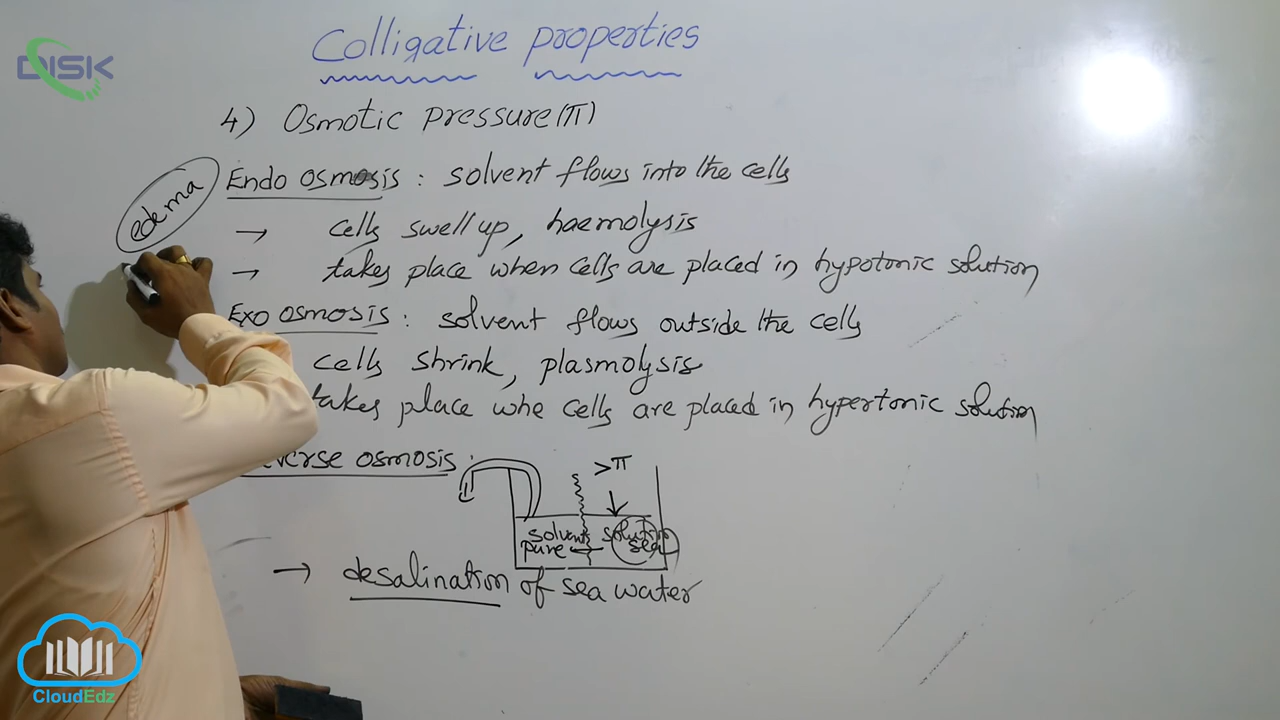 DISK
Colligative properties
4) Osmotic Pressure (π)
edema
Endo osmosis : solvent flows into the cells
→ cells swell up, haemolysis
→ takes place when cells are placed in hypotonic solution
Exo osmosis : solvent flows outside the cells
cells shrink, plasmolysis
takes place whe cells are placed in hypertonic solution
osmosis :
>π
solvent
pure ← sea
→ desalination of sea water
CloudEdz